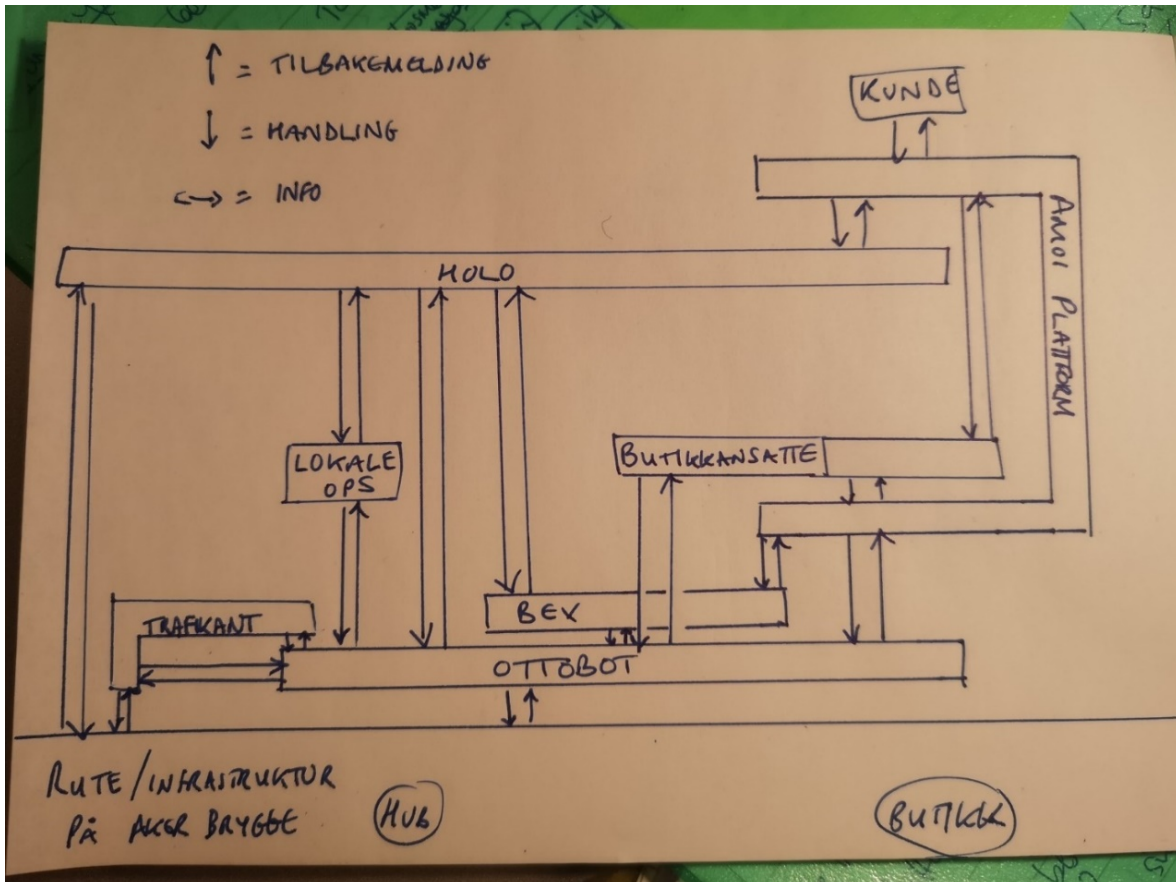 ↑ = TILBAKEMELDING
↓ = HANDLING
<-> = INFO
KUNDE
AMOI PLATTFORM
HOLO
LOKALE
OPS
BUTIKKANSATTE
BEX
TRAFIKANT
OTTOBOT
RUTE/INFRASTRUKTUR
PÅ AKER BRYGGE
HUB
BUTIKK